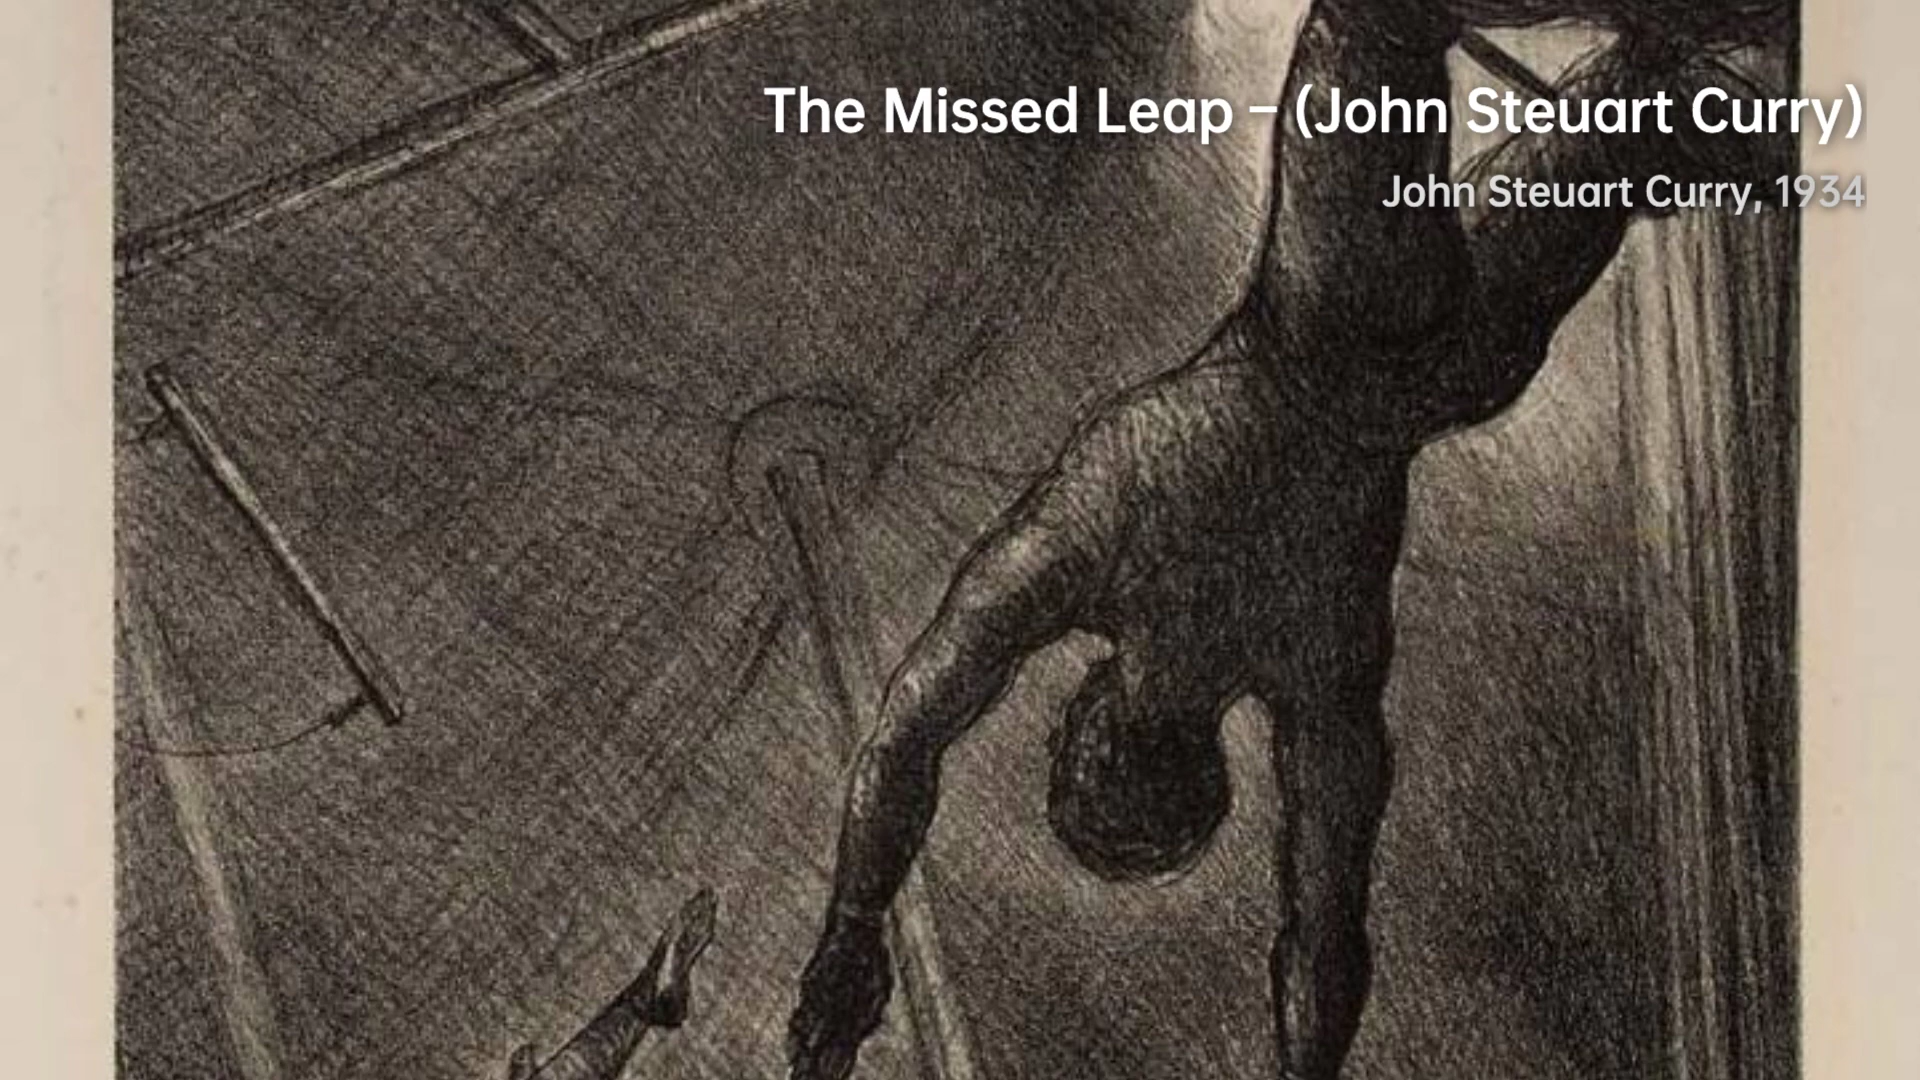 The Missed Leap – (John Steuart Curry)
John Steuart Curry, 1934